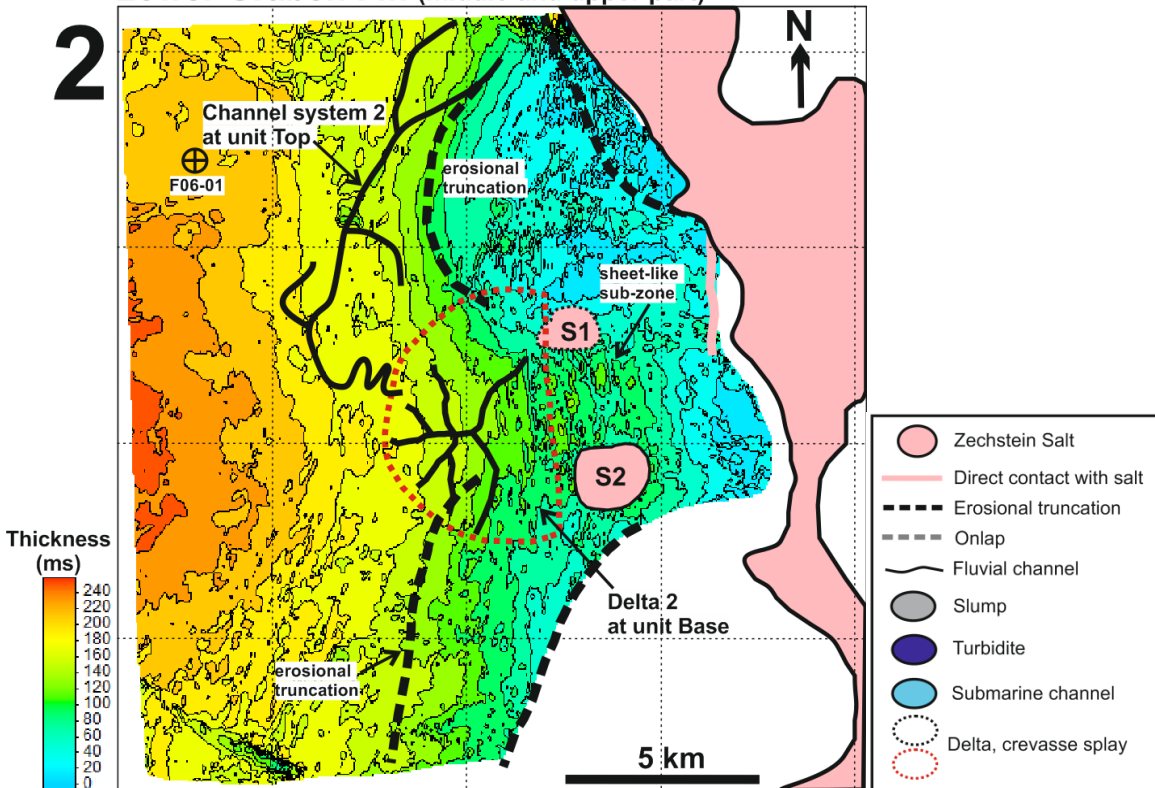 2
N
Channel system 2
at unit Top
F06-01
erosional
truncation
sheet-like
sub-zone
S1
S2
Delta 2
at unit Base
erosional
truncation
5 km
Thickness
(ms)
240
220
200
180
160
140
120
100
80
60
40
20
0
Zechstein Salt
Direct contact with salt
Erosional truncation
Onlap
Fluvial channel
Slump
Turbidite
Submarine channel
Delta, crevasse splay